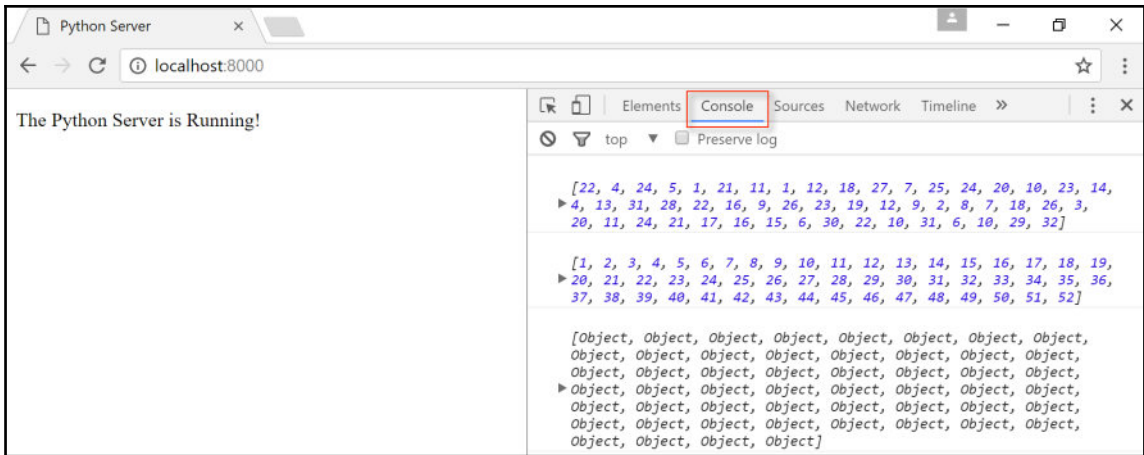 Python Server
localhost:8000
The Python Server is Running!
Elements Console Sources Network Timeline »
top ▼ Preserve log
[22, 4, 24, 5, 1, 21, 11, 1, 12, 18, 27, 7, 25, 24, 20, 10, 23, 14,
4, 13, 31, 28, 22, 16, 9, 26, 23, 19, 12, 9, 2, 8, 7, 18, 26, 3,
20, 11, 24, 21, 17, 16, 15, 6, 30, 22, 10, 31, 6, 10, 29, 32]
[1, 2, 3, 4, 5, 6, 7, 8, 9, 10, 11, 12, 13, 14, 15, 16, 17, 18, 19,
20, 21, 22, 23, 24, 25, 26, 27, 28, 29, 30, 31, 32, 33, 34, 35, 36,
37, 38, 39, 40, 41, 42, 43, 44, 45, 46, 47, 48, 49, 50, 51, 52]
[Object, Object, Object, Object, Object, Object, Object, Object,
Object, Object, Object, Object, Object, Object, Object, Object,
Object, Object, Object, Object, Object, Object, Object, Object,
Object, Object, Object, Object, Object, Object, Object, Object,
Object, Object, Object, Object, Object, Object, Object, Object,
Object, Object, Object, Object, Object, Object, Object, Object,
Object, Object, Object, Object]